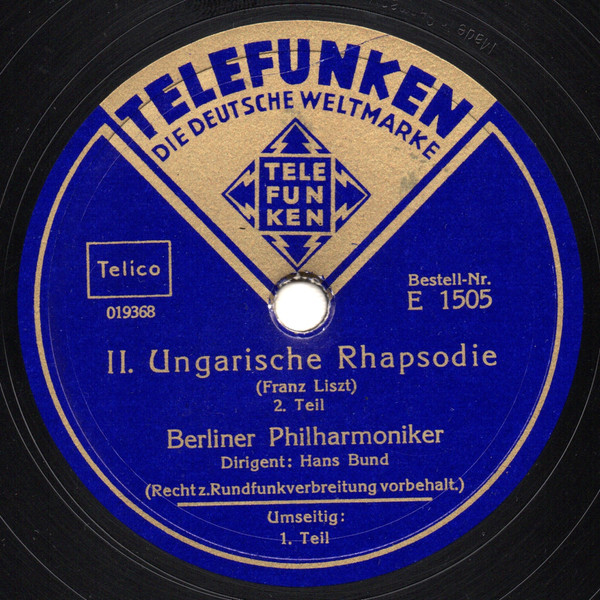 TELEFUNKEN
DIE DEUTSCHE WELTMARKE
TELE
FUN
KEN
Telico
019368
Bestell-Nr.
E 1505
II. Ungarische Rhapsodie
(Franz Liszt)
2. Teil
Berliner Philharmoniker
Dirigent: Hans Bund
(Recht z. Rundfunkverbreitung vorbehalt.)
Umseitig:
1. Teil
Made